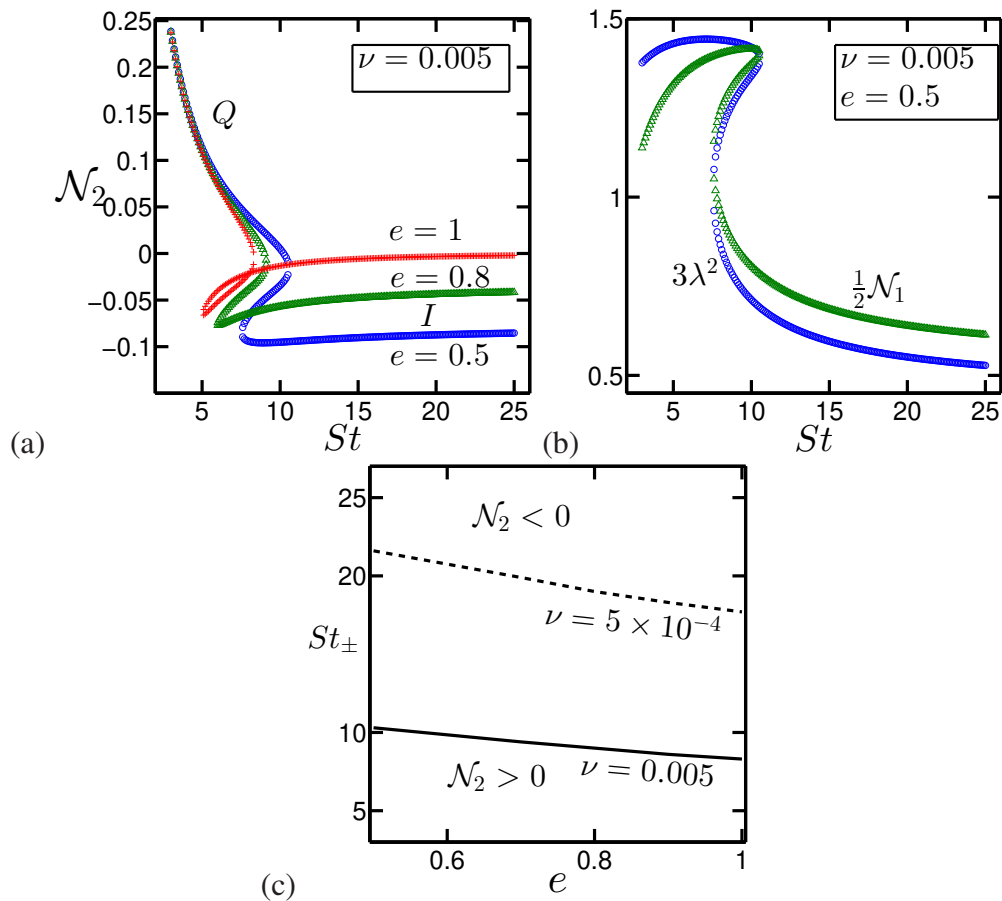 0.25
0.2
0.15
0.1
0.05
0
−0.05
−0.1
𝒩₂
ν = 0.005
Q
e = 1
e = 0.8
I
e = 0.5
5
10
15
20
25
St
(a)
1.5
1
0.5
ν = 0.005
e = 0.5
3λ²
½𝒩₁
5
10
15
20
25
St
(b)
25
20
10
5
St±
𝒩₂ < 0
ν = 5 × 10⁻⁴
𝒩₂ > 0
ν = 0.005
0.6
0.8
1
e
(c)